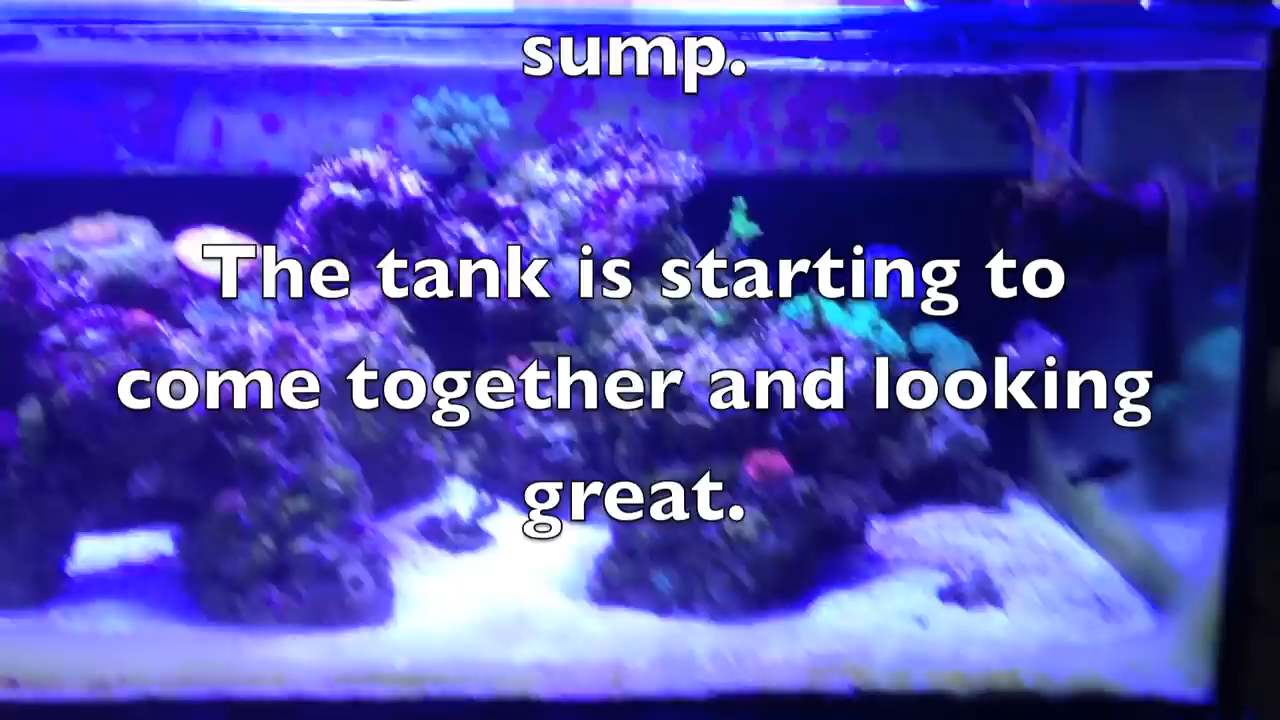 sump.
The tank is starting to
come together and looking
great.